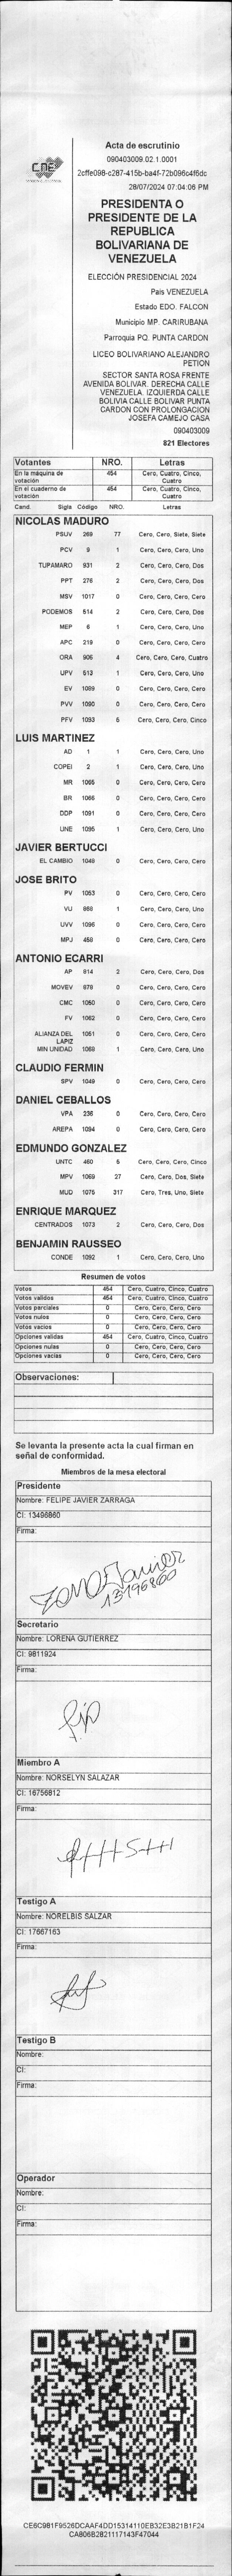 CNE
Acta de escrutinio
090403009.02.1.0001
2cffe098-c287-415b-ba4f-72b096c4f6dc
28/07/2024 07:04:06 PM
PRESIDENTA O
PRESIDENTE DE LA
REPUBLICA
BOLIVARIANA DE
VENEZUELA
ELECCIÓN PRESIDENCIAL 2024
Pais VENEZUELA
Estado EDO. FALCON
Municipio MP. CARIRUBANA
Parroquia PQ. PUNTA CARDON
LICEO BOLIVARIANO ALEJANDRO
PETION
SECTOR SANTA ROSA FRENTE
AVENIDA BOLIVAR. DERECHA CALLE
VENEZUELA. IZQUIERDA CALLE
BOLIVIA CALLE BOLIVAR PUNTA
CARDON CON PROLONGACION
JOSEFA CAMEJO CASA
090403009
821 Electores
Votantes NRO. Letras
En la máquina de votación 454 Cero, Cuatro, Cinco, Cuatro
En el cuaderno de votación 454 Cero, Cuatro, Cinco, Cuatro
Cand. Sigla Código NRO. Letras
NICOLAS MADURO
PSUV 269 77 Cero, Cero, Siete, Siete
PCV 9 1 Cero, Cero, Cero, Uno
TUPAMARO 931 2 Cero, Cero, Cero, Dos
PPT 276 2 Cero, Cero, Cero, Dos
MSV 1017 0 Cero, Cero, Cero, Cero
PODEMOS 514 2 Cero, Cero, Cero, Dos
MEP 6 1 Cero, Cero, Cero, Uno
APC 219 0 Cero, Cero, Cero, Cero
ORA 906 4 Cero, Cero, Cero, Cuatro
UPV 513 1 Cero, Cero, Cero, Uno
EV 1089 0 Cero, Cero, Cero, Cero
PVV 1090 0 Cero, Cero, Cero, Cero
PFV 1093 5 Cero, Cero, Cero, Cinco
LUIS MARTINEZ
AD 1 1 Cero, Cero, Cero, Uno
COPEI 2 1 Cero, Cero, Cero, Uno
MR 1065 0 Cero, Cero, Cero, Cero
BR 1066 0 Cero, Cero, Cero, Cero
DDP 1091 0 Cero, Cero, Cero, Cero
UNE 1095 1 Cero, Cero, Cero, Uno
JAVIER BERTUCCI
EL CAMBIO 1048 0 Cero, Cero, Cero, Cero
JOSE BRITO
PV 1053 0 Cero, Cero, Cero, Cero
VU 868 1 Cero, Cero, Cero, Uno
UVV 1096 0 Cero, Cero, Cero, Cero
MPJ 458 0 Cero, Cero, Cero, Cero
ANTONIO ECARRI
AP 814 2 Cero, Cero, Cero, Dos
MOVEV 978 0 Cero, Cero, Cero, Cero
CMC 1050 0 Cero, Cero, Cero, Cero
FV 1062 0 Cero, Cero, Cero, Cero
ALIANZA DEL LAPIZ 1051 0 Cero, Cero, Cero, Cero
MIN UNIDAD 1068 1 Cero, Cero, Cero, Uno
CLAUDIO FERMIN
SPV 1049 0 Cero, Cero, Cero, Cero
DANIEL CEBALLOS
VPA 236 0 Cero, Cero, Cero, Cero
AREPA 1094 0 Cero, Cero, Cero, Cero
EDMUNDO GONZALEZ
UNTC 460 5 Cero, Cero, Cero, Cinco
MPV 1069 27 Cero, Cero, Dos, Siete
MUD 1075 317 Cero, Tres, Uno, Siete
ENRIQUE MARQUEZ
CENTRADOS 1073 2 Cero, Cero, Cero, Dos
BENJAMIN RAUSSEO
CONDE 1092 1 Cero, Cero, Cero, Uno
Resumen de votos
Votos 454 Cero, Cuatro, Cinco, Cuatro
Votos validos 454 Cero, Cuatro, Cinco, Cuatro
Votos parciales 0 Cero, Cero, Cero, Cero
Votos nulos 0 Cero, Cero, Cero, Cero
Votos vacios 0 Cero, Cero, Cero, Cero
Opciones validas 454 Cero, Cuatro, Cinco, Cuatro
Opciones nulas 0 Cero, Cero, Cero, Cero
Opciones vacias 0 Cero, Cero, Cero, Cero
Observaciones:
Se levanta la presente acta la cual firman en
señal de conformidad.
Miembros de la mesa electoral
Presidente
Nombre: FELIPE JAVIER ZARRAGA
CI: 13496860
Firma:
13496860
Secretario
Nombre: LORENA GUTIERREZ
CI: 9811924
Firma:
Miembro A
Nombre: NORSELYN SALAZAR
CI: 16756812
Firma:
Testigo A
Nombre: NORELBIS SALZAR
CI: 17667163
Firma:
Testigo B
Nombre:
CI:
Firma:
Operador
Nombre:
CI:
Firma:
CE6C981F9526DCAAF4DD15314110EB32E3B21B1F24
CA806B2821117143F47044